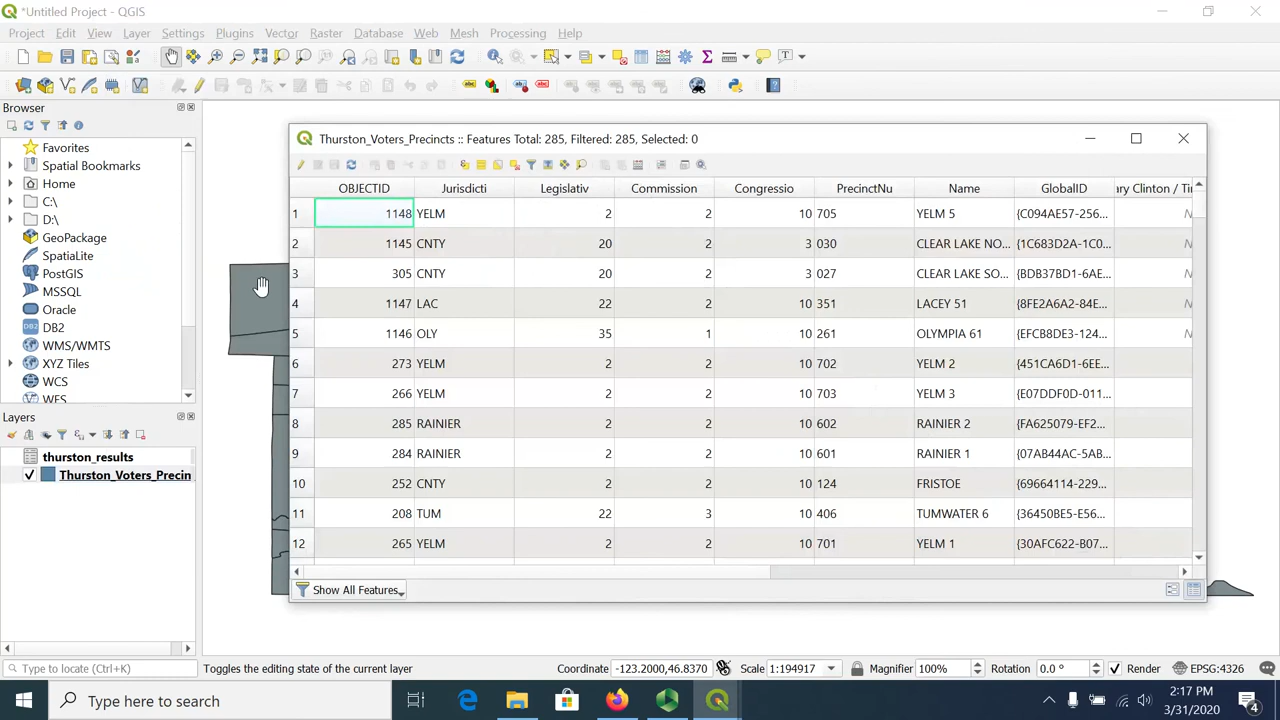 *Untitled Project - QGIS
Project Edit View Layer Settings Plugins Vector Raster Database Web Mesh Processing Help
Browser
Favorites
Spatial Bookmarks
Home
C:\
D:\
GeoPackage
SpatiaLite
PostGIS
MSSQL
Oracle
DB2
WMS/WMTS
XYZ Tiles
WCS
WFS
Layers
thurston_results
Thurston_Voters_Precin
Thurston_Voters_Precincts :: Features Total: 285, Filtered: 285, Selected: 0
OBJECTID Jurisdicti Legislativ Commission Congressio PrecinctNu Name GlobalID ary Clinton / Tin
1 1148 YELM 2 2 10 705 YELM 5 {C094AE57-256... N
2 1145 CNTY 20 2 3 030 CLEAR LAKE NO... {1C683D2A-1C0... N
3 305 CNTY 20 2 3 027 CLEAR LAKE SO... {BDB37BD1-6AE...
4 1147 LAC 22 2 10 351 LACEY 51 {8FE2A6A2-84E... N
5 1146 OLY 35 1 10 261 OLYMPIA 61 {EFCB8DE3-124... N
6 273 YELM 2 2 10 702 YELM 2 {451CA6D1-6EE...
7 266 YELM 2 2 10 703 YELM 3 {E07DDF0D-011...
8 285 RAINIER 2 2 10 602 RAINIER 2 {FA625079-EF2...
9 284 RAINIER 2 2 10 601 RAINIER 1 {07AB44AC-5AB...
10 252 CNTY 2 2 10 124 FRISTOE {69664114-229...
11 208 TUM 22 3 10 406 TUMWATER 6 {36450BE5-E56...
12 265 YELM 2 2 10 701 YELM 1 {30AFC622-B07...
Show All Features
Type to locate (Ctrl+K) Toggles the editing state of the current layer Coordinate -123.2000,46.8370 Scale 1:194917 Magnifier 100% Rotation 0.0 ° Render EPSG:4326
Type here to search
2:17 PM
3/31/2020
4